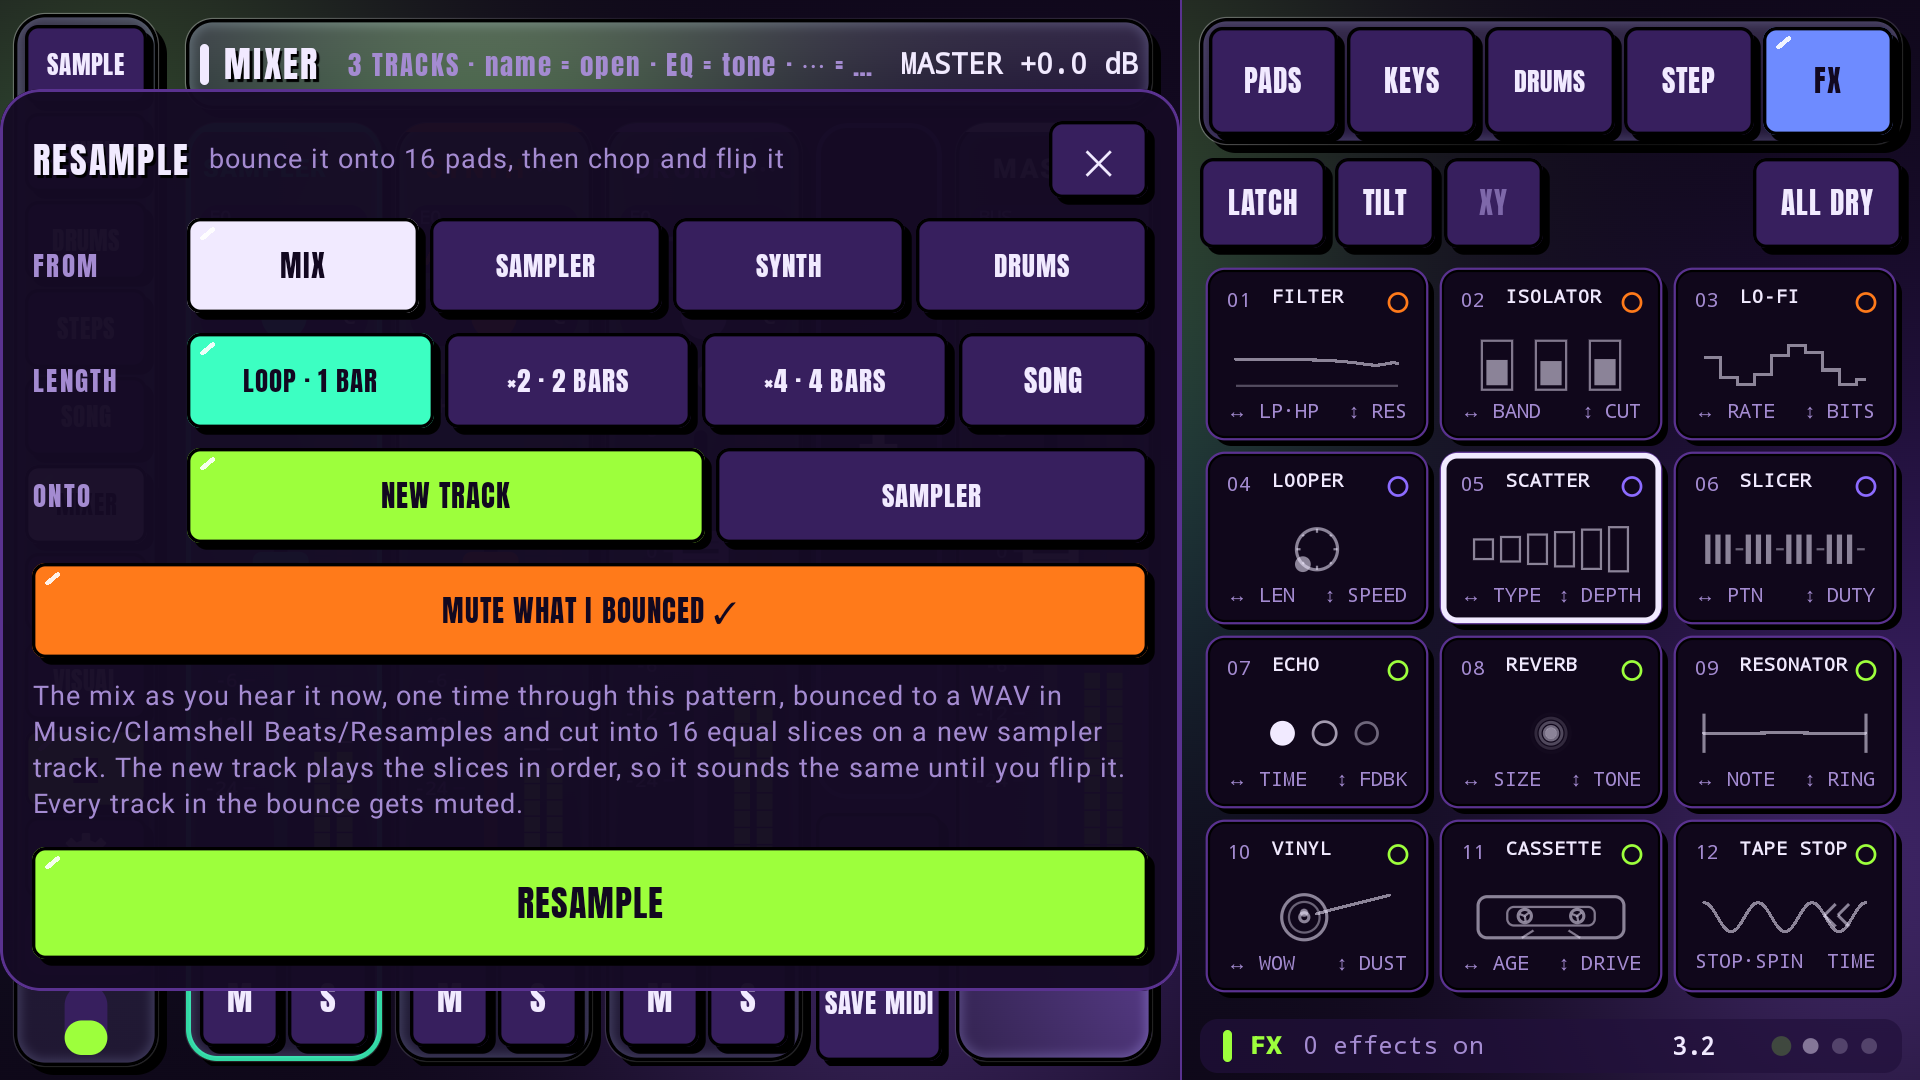 SAMPLE
MIXER 3 TRACKS · name = open · EQ = tone · ··· = ... MASTER +0.0 dB
RESAMPLE bounce it onto 16 pads, then chop and flip it
FROM MIX SAMPLER SYNTH DRUMS
LENGTH LOOP · 1 BAR ×2 · 2 BARS ×4 · 4 BARS SONG
ONTO NEW TRACK SAMPLER
MUTE WHAT I BOUNCED ✓
The mix as you hear it now, one time through this pattern, bounced to a WAV in
Music/Clamshell Beats/Resamples and cut into 16 equal slices on a new sampler
track. The new track plays the slices in order, so it sounds the same until you flip it.
Every track in the bounce gets muted.
RESAMPLE
M S M S M S SAVE MIDI
DRUMS
STEPS
SONG
VISUAL
PADS KEYS DRUMS STEP FX
LATCH TILT XY ALL DRY
01 FILTER
↔ LP·HP ↕ RES
02 ISOLATOR
↔ BAND ↕ CUT
03 LO-FI
↔ RATE ↕ BITS
04 LOOPER
↔ LEN ↕ SPEED
05 SCATTER
↔ TYPE ↕ DEPTH
06 SLICER
↔ PTN ↕ DUTY
07 ECHO
↔ TIME ↕ FDBK
08 REVERB
↔ SIZE ↕ TONE
09 RESONATOR
↔ NOTE ↕ RING
10 VINYL
↔ WOW ↕ DUST
11 CASSETTE
↔ AGE ↕ DRIVE
12 TAPE STOP
STOP·SPIN TIME
FX 0 effects on 3.2